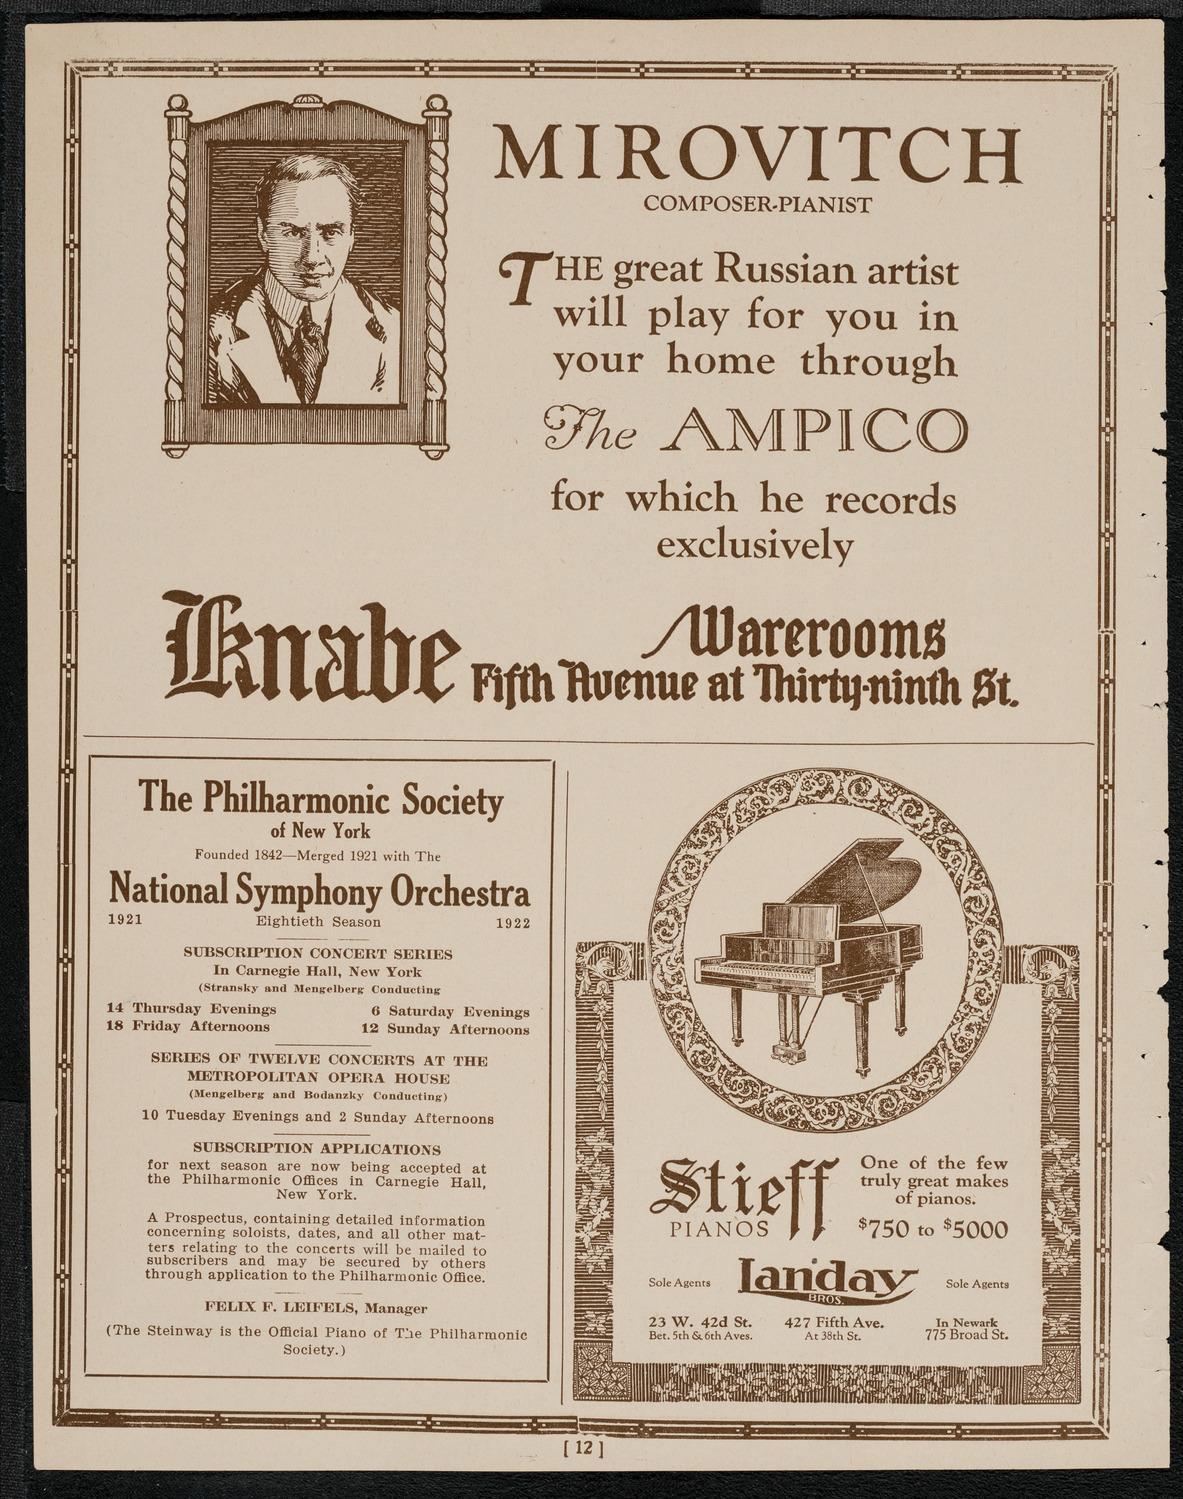 MIROVITCH
COMPOSER-PIANIST
THE great Russian artist
will play for you in
your home through
The AMPICO
for which he records
exclusively
Knabe Warerooms
Fifth Avenue at Thirty-ninth St.
The Philharmonic Society
of New York
Founded 1842—Merged 1921 with The
National Symphony Orchestra
1921 Eightieth Season 1922
SUBSCRIPTION CONCERT SERIES
In Carnegie Hall, New York
(Stransky and Mengelberg Conducting
14 Thursday Evenings 6 Saturday Evenings
18 Friday Afternoons 12 Sunday Afternoons
SERIES OF TWELVE CONCERTS AT THE
METROPOLITAN OPERA HOUSE
(Mengelberg and Bodanzky Conducting)
10 Tuesday Evenings and 2 Sunday Afternoons
SUBSCRIPTION APPLICATIONS
for next season are now being accepted at
the Philharmonic Offices in Carnegie Hall,
New York.
A Prospectus, containing detailed information
concerning soloists, dates, and all other mat-
ters relating to the concerts will be mailed to
subscribers and may be secured by others
through application to the Philharmonic Office.
FELIX F. LEIFELS, Manager
(The Steinway is the Official Piano of The Philharmonic
Society.)
Stieff
PIANOS
One of the few
truly great makes
of pianos.
$750 to $5000
Sole Agents Landay Sole Agents
BROS.
23 W. 42d St. 427 Fifth Ave. In Newark
Bet. 5th & 6th Aves. At 38th St. 775 Broad St.
[ 12 ]